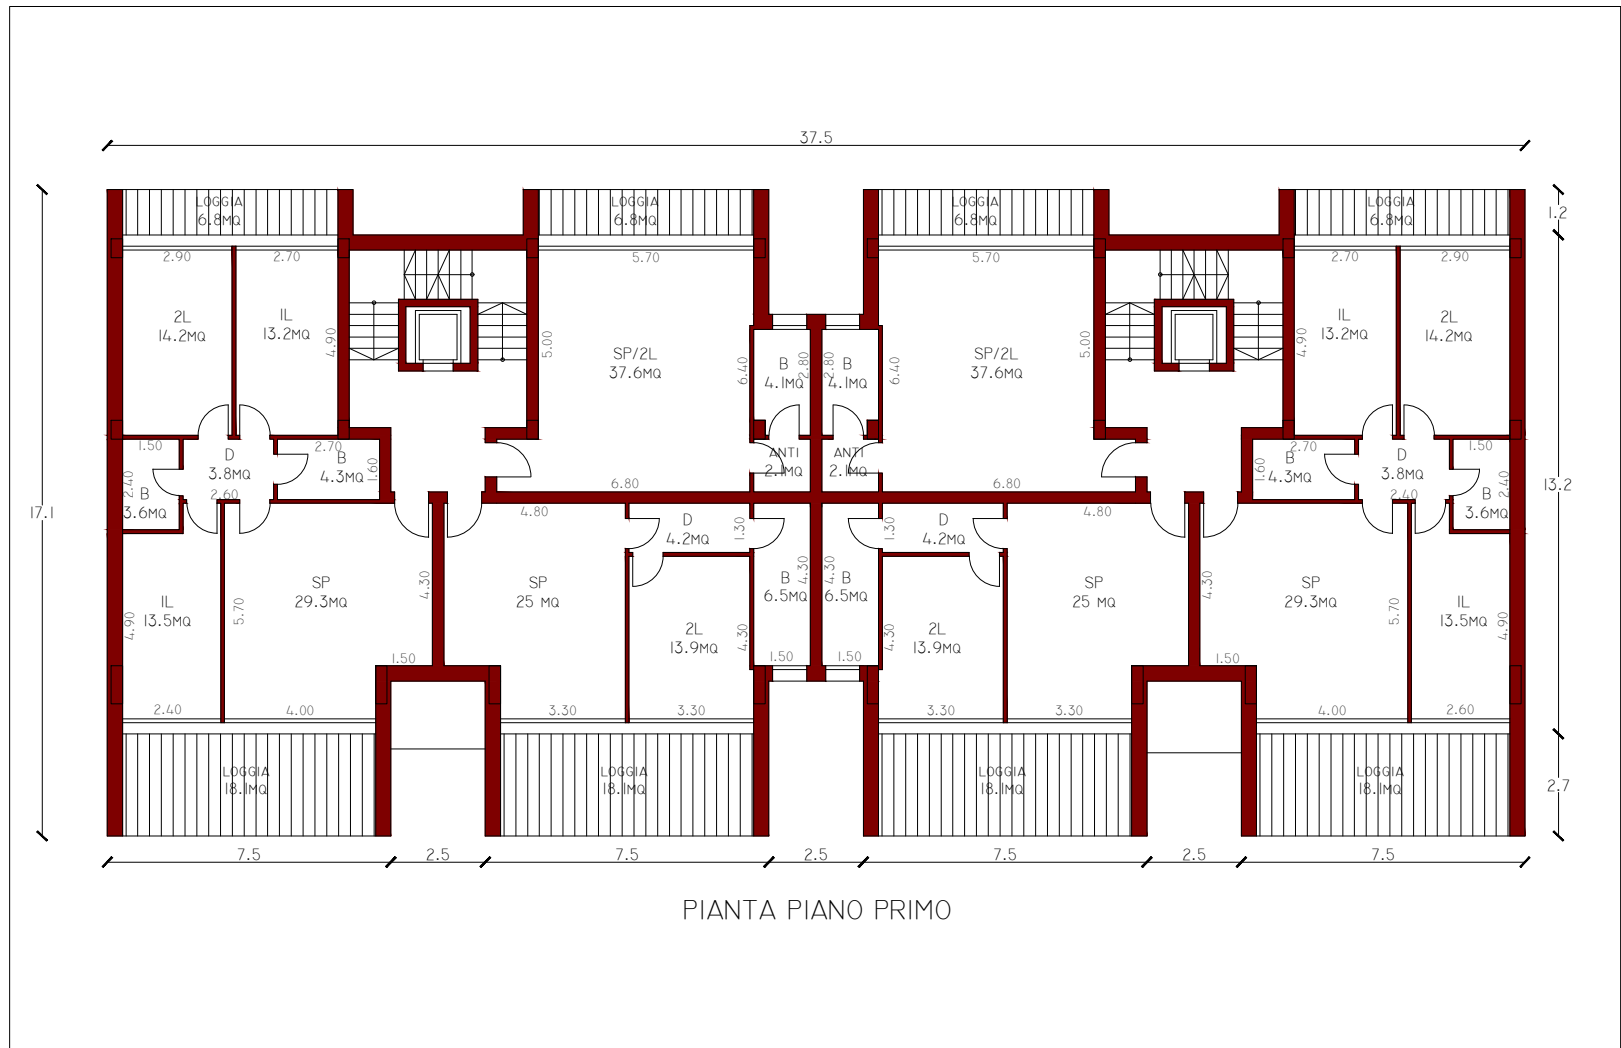 37.5
LOGGIA
6.8MQ
LOGGIA
6.8MQ
LOGGIA
6.8MQ
LOGGIA
6.8MQ
1.2
2.90
2.70
5.70
5.70
2.70
2.90
2L
14.2MQ
1L
13.2MQ
4.90
5.00
SP/2L
37.6MQ
6.40
B
4.1MQ
2.80
2.80
B
4.1MQ
6.40
SP/2L
37.6MQ
5.00
4.90
1L
13.2MQ
2L
14.2MQ
1.50
2.40
B
3.6MQ
D
3.8MQ
2.60
2.70
B
4.3MQ
1.60
6.80
ANTI
2.1MQ
ANTI
2.1MQ
6.80
1.60
2.70
B
4.3MQ
D
3.8MQ
2.40
1.50
2.40
B
3.6MQ
13.2
17.1
4.80
D
4.2MQ
1.30
1.30
D
4.2MQ
4.80
1L
13.5MQ
4.90
5.70
SP
29.3MQ
4.30
1.50
SP
25 MQ
2L
13.9MQ
4.30
B
6.5MQ
4.30
1.50
4.30
B
6.5MQ
1.50
4.30
2L
13.9MQ
SP
25 MQ
4.30
1.50
SP
29.3MQ
5.70
1L
13.5MQ
4.90
2.40
4.00
3.30
3.30
3.30
3.30
4.00
2.60
LOGGIA
18.1MQ
LOGGIA
18.1MQ
LOGGIA
18.1MQ
LOGGIA
18.1MQ
2.7
7.5
2.5
7.5
2.5
7.5
2.5
7.5
PIANTA PIANO PRIMO